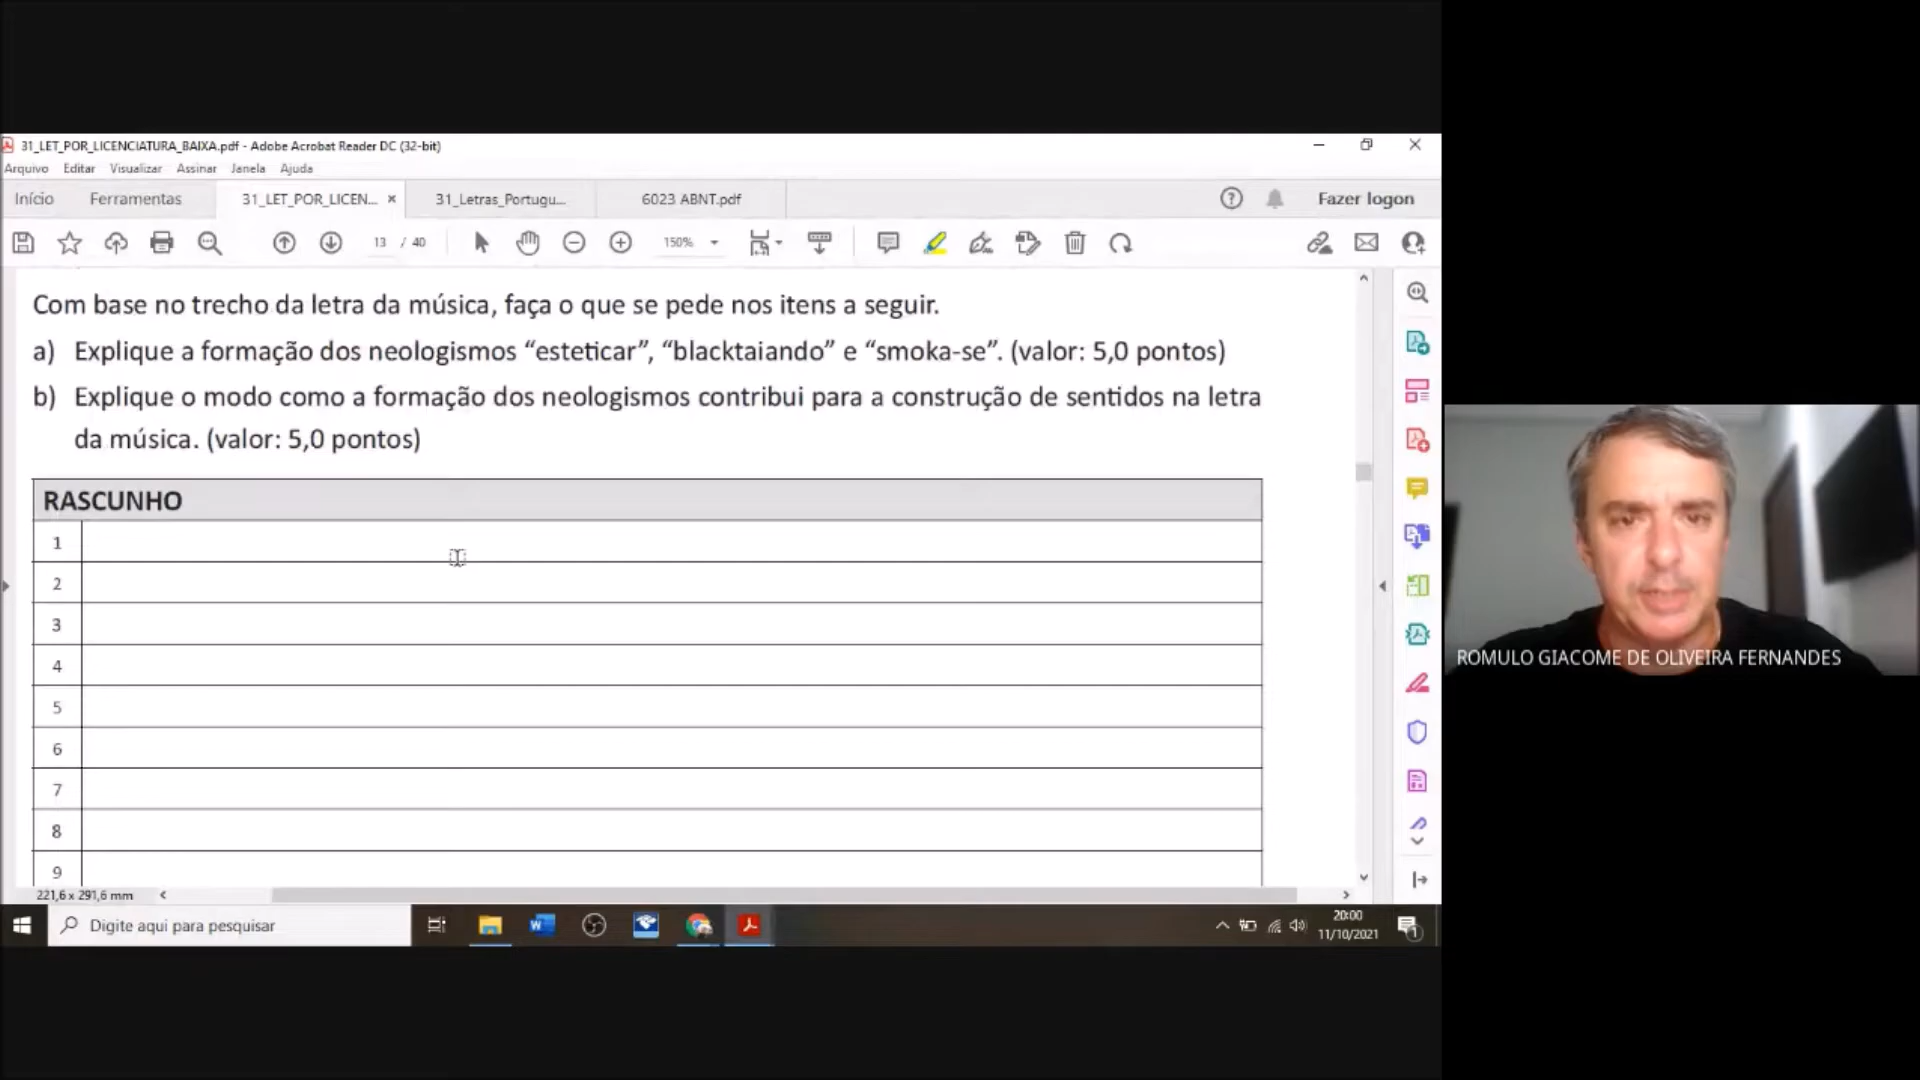 31_LET_POR_LICENCIATURA_BAIXA.pdf - Adobe Acrobat Reader DC (32-bit)
Arquivo Editar Visualizar Assinar Janela Ajuda
Início Ferramentas 31_LET_POR_LICEN... × 31_Letras_Portugu... 6023 ABNT.pdf Fazer logon
13 / 40 150%
Com base no trecho da letra da música, faça o que se pede nos itens a seguir.
a) Explique a formação dos neologismos “esteticar”, “blacktaiando” e “smoka-se”. (valor: 5,0 pontos)
b) Explique o modo como a formação dos neologismos contribui para a construção de sentidos na letra
da música. (valor: 5,0 pontos)
RASCUNHO
1
2
3
4
5
6
7
8
9
221,6 x 291,6 mm
Digite aqui para pesquisar
20:00
11/10/2021
1
ROMULO GIACOME DE OLIVEIRA FERNANDES